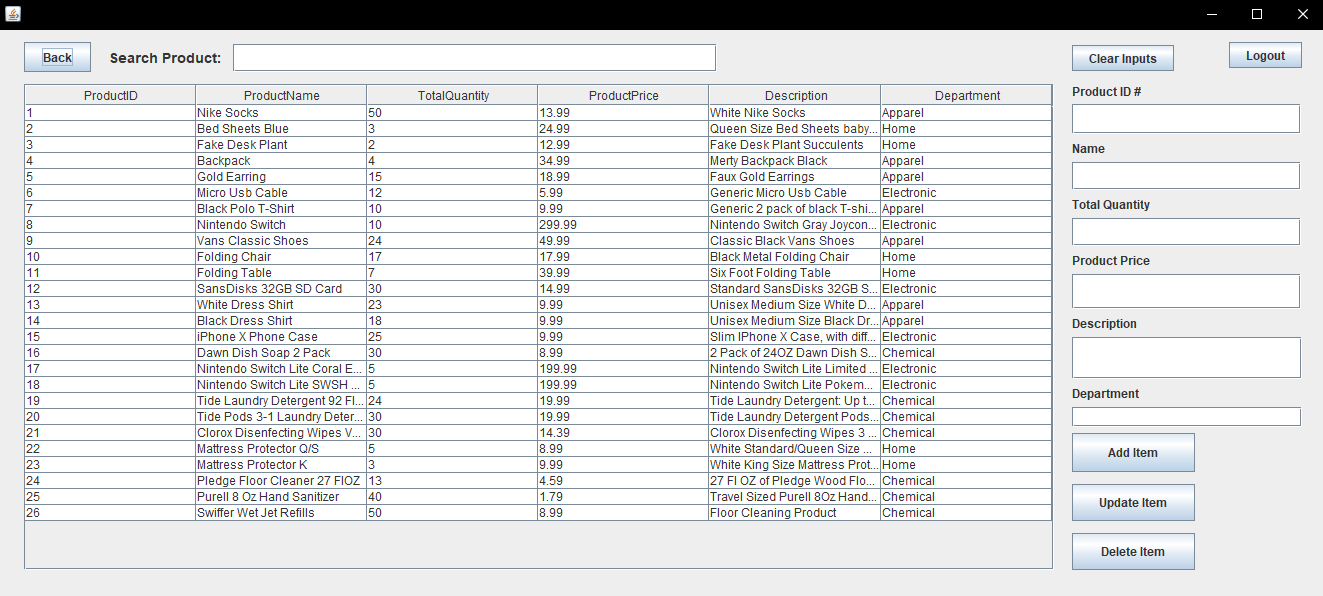 Back Search Product: Clear Inputs Logout
ProductID ProductName TotalQuantity ProductPrice Description Department
1 Nike Socks 50 13.99 White Nike Socks Apparel
2 Bed Sheets Blue 3 24.99 Queen Size Bed Sheets baby... Home
3 Fake Desk Plant 2 12.99 Fake Desk Plant Succulents Home
4 Backpack 4 34.99 Merty Backpack Black Apparel
5 Gold Earring 15 18.99 Faux Gold Earrings Apparel
6 Micro Usb Cable 12 5.99 Generic Micro Usb Cable Electronic
7 Black Polo T-Shirt 10 9.99 Generic 2 pack of black T-shi... Apparel
8 Nintendo Switch 10 299.99 Nintendo Switch Gray Joycon... Electronic
9 Vans Classic Shoes 24 49.99 Classic Black Vans Shoes Apparel
10 Folding Chair 17 17.99 Black Metal Folding Chair Home
11 Folding Table 7 39.99 Six Foot Folding Table Home
12 SansDisks 32GB SD Card 30 14.99 Standard SansDisks 32GB S... Electronic
13 White Dress Shirt 23 9.99 Unisex Medium Size White D... Apparel
14 Black Dress Shirt 18 9.99 Unisex Medium Size Black Dr... Apparel
15 iPhone X Phone Case 25 9.99 Slim IPhone X Case, with diff... Electronic
16 Dawn Dish Soap 2 Pack 30 8.99 2 Pack of 24OZ Dawn Dish S... Chemical
17 Nintendo Switch Lite Coral E... 5 199.99 Nintendo Switch Lite Limited ... Electronic
18 Nintendo Switch Lite SWSH ... 5 199.99 Nintendo Switch Lite Pokem... Electronic
19 Tide Laundry Detergent 92 Fl... 24 19.99 Tide Laundry Detergent: Up t... Chemical
20 Tide Pods 3-1 Laundry Deter... 30 19.99 Tide Laundry Detergent Pods... Chemical
21 Clorox Disenfecting Wipes V... 30 14.39 Clorox Disenfecting Wipes 3 ... Chemical
22 Mattress Protector Q/S 5 8.99 White Standard/Queen Size ... Home
23 Mattress Protector K 3 9.99 White King Size Mattress Prot... Home
24 Pledge Floor Cleaner 27 FlOZ 13 4.59 27 Fl OZ of Pledge Wood Flo... Chemical
25 Purell 8 Oz Hand Sanitizer 40 1.79 Travel Sized Purell 8Oz Hand... Chemical
26 Swiffer Wet Jet Refills 50 8.99 Floor Cleaning Product Chemical
Product ID #
Name
Total Quantity
Product Price
Description
Department
Add Item
Update Item
Delete Item